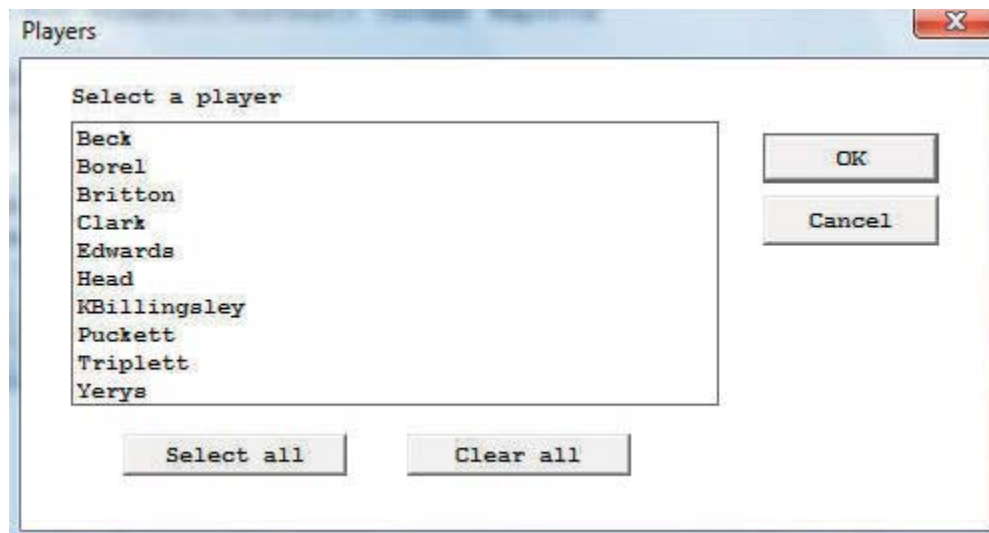 Players
Select a player
Beck
Borel
Britton
Clark
Edwards
Head
KBillingsley
Puckett
Triplett
Yerys
OK
Cancel
Select all
Clear all